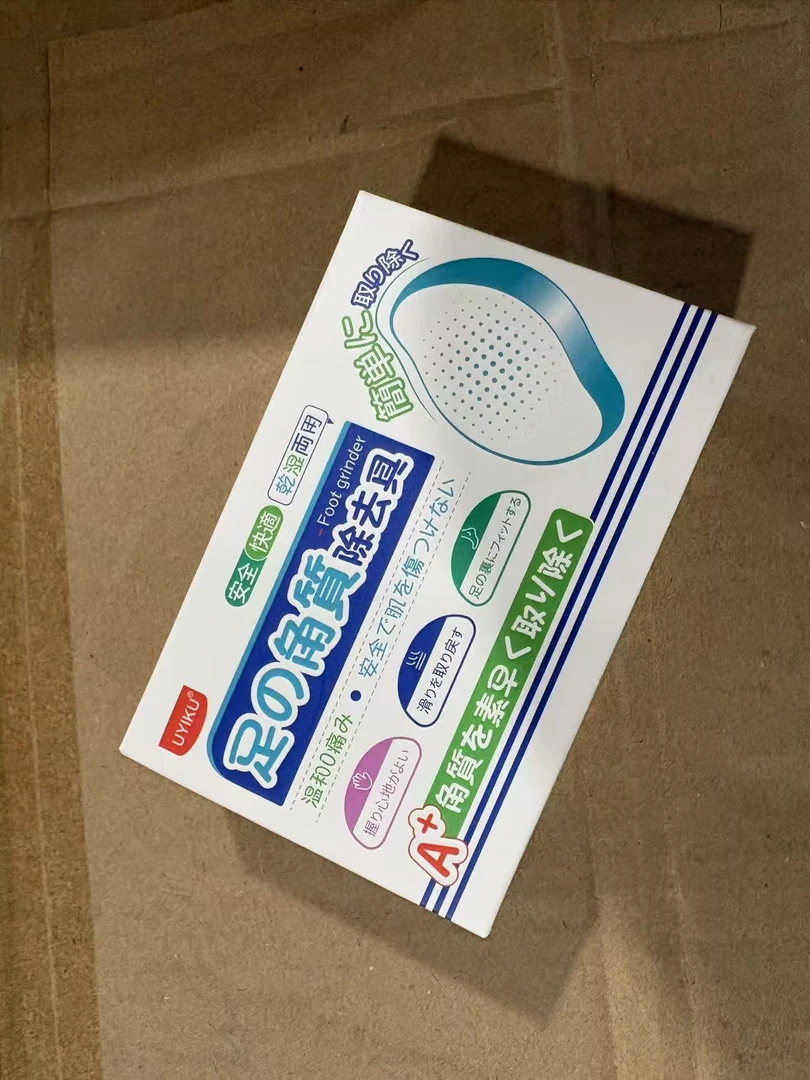 UYIKU®
安全 快適 乾湿両用
足の角質除去具
- Foot grinder
簡単に取り除く
温和0痛み ● 安全で肌を傷つけない
握り心地がよい
滑りを取り戻す
足の裏にフィットする
A+ 角質を素早く取り除く